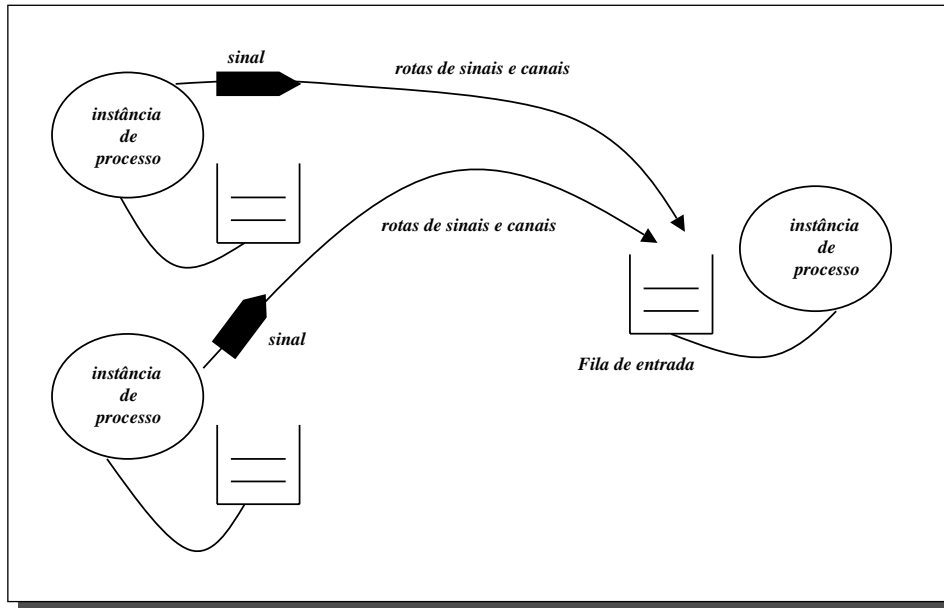 sinal
rotas de sinais e canais
instância
de
processo
rotas de sinais e canais
instância
de
processo
sinal
Fila de entrada
instância
de
processo